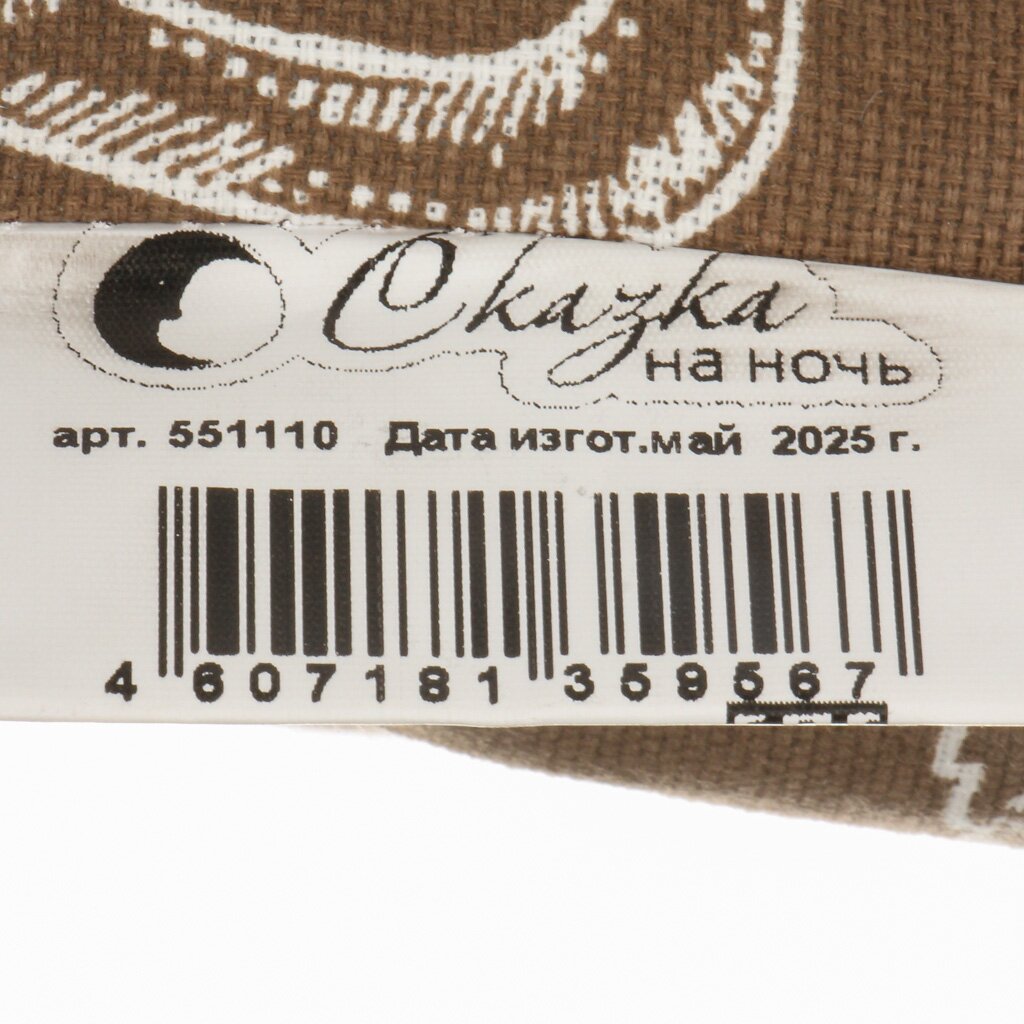 Сказка
на ночь
арт. 551110 Дата изгот.май 2025 г.
4 607181 359567